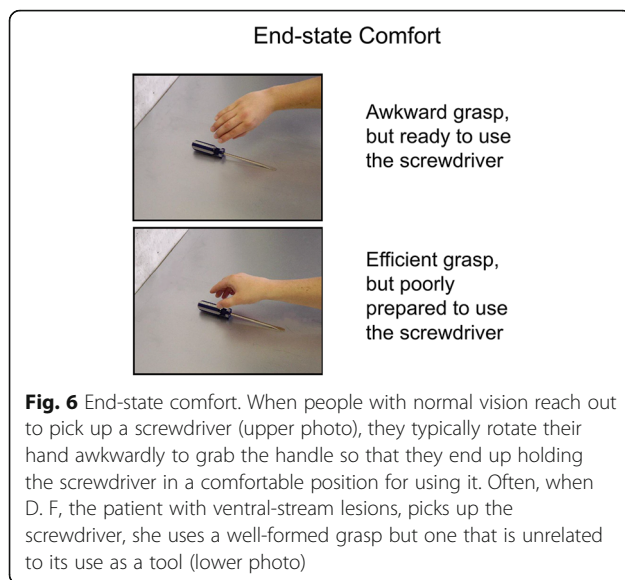 End-state Comfort
Awkward grasp,
but ready to use
the screwdriver
Efficient grasp,
but poorly
prepared to use
the screwdriver
Fig. 6 End-state comfort. When people with normal vision reach out
to pick up a screwdriver (upper photo), they typically rotate their
hand awkwardly to grab the handle so that they end up holding
the screwdriver in a comfortable position for using it. Often, when
D. F, the patient with ventral-stream lesions, picks up the
screwdriver, she uses a well-formed grasp but one that is unrelated
to its use as a tool (lower photo)